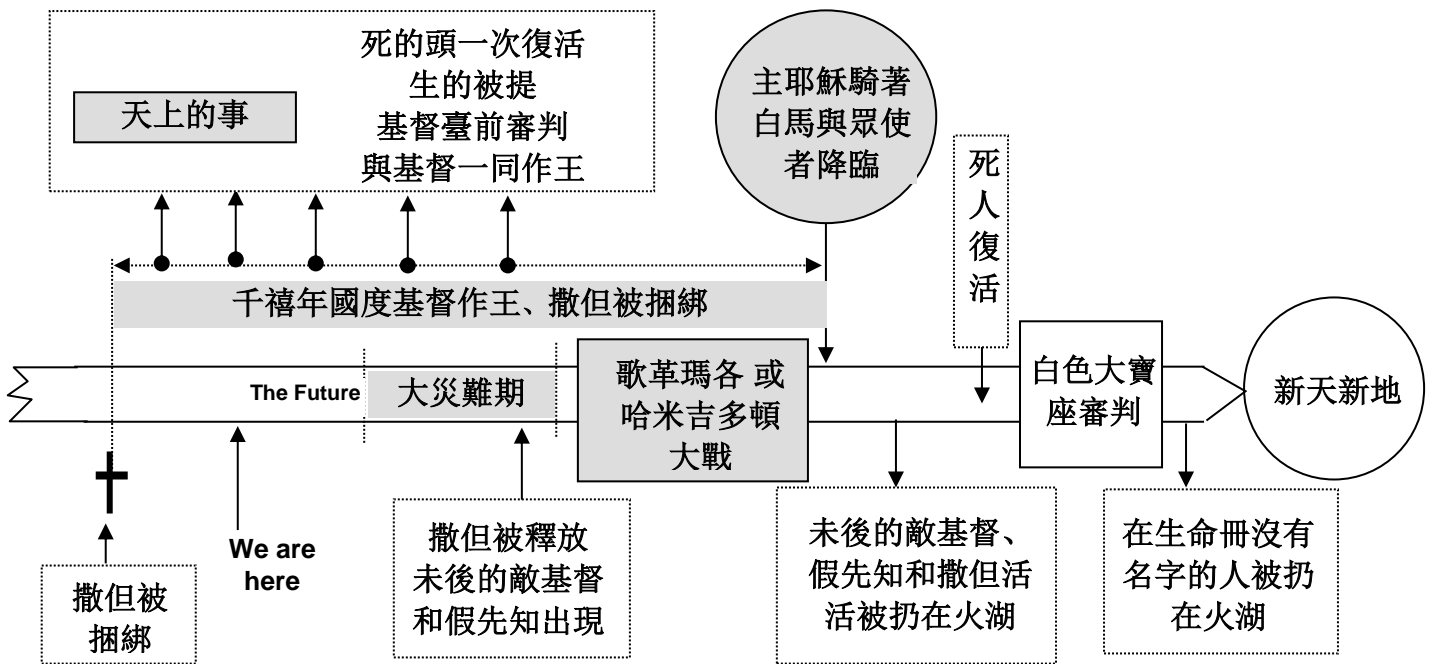 死的頭一次復活
生的被提
基督臺前審判
與基督一同作王
天上的事
主耶穌騎著
白馬與眾使
者降臨
死
人
復
活
千禧年國度基督作王、撒但被捆綁
The Future
大災難期
歌革瑪各 或
哈米吉多頓
大戰
白色大寶
座審判
新天新地
撒但被
捆綁
We are
here
撒但被釋放
末後的敵基督
和假先知出現
末後的敵基督、
假先知和撒但活
活被扔在火湖
在生命冊沒有
名字的人被扔
在火湖